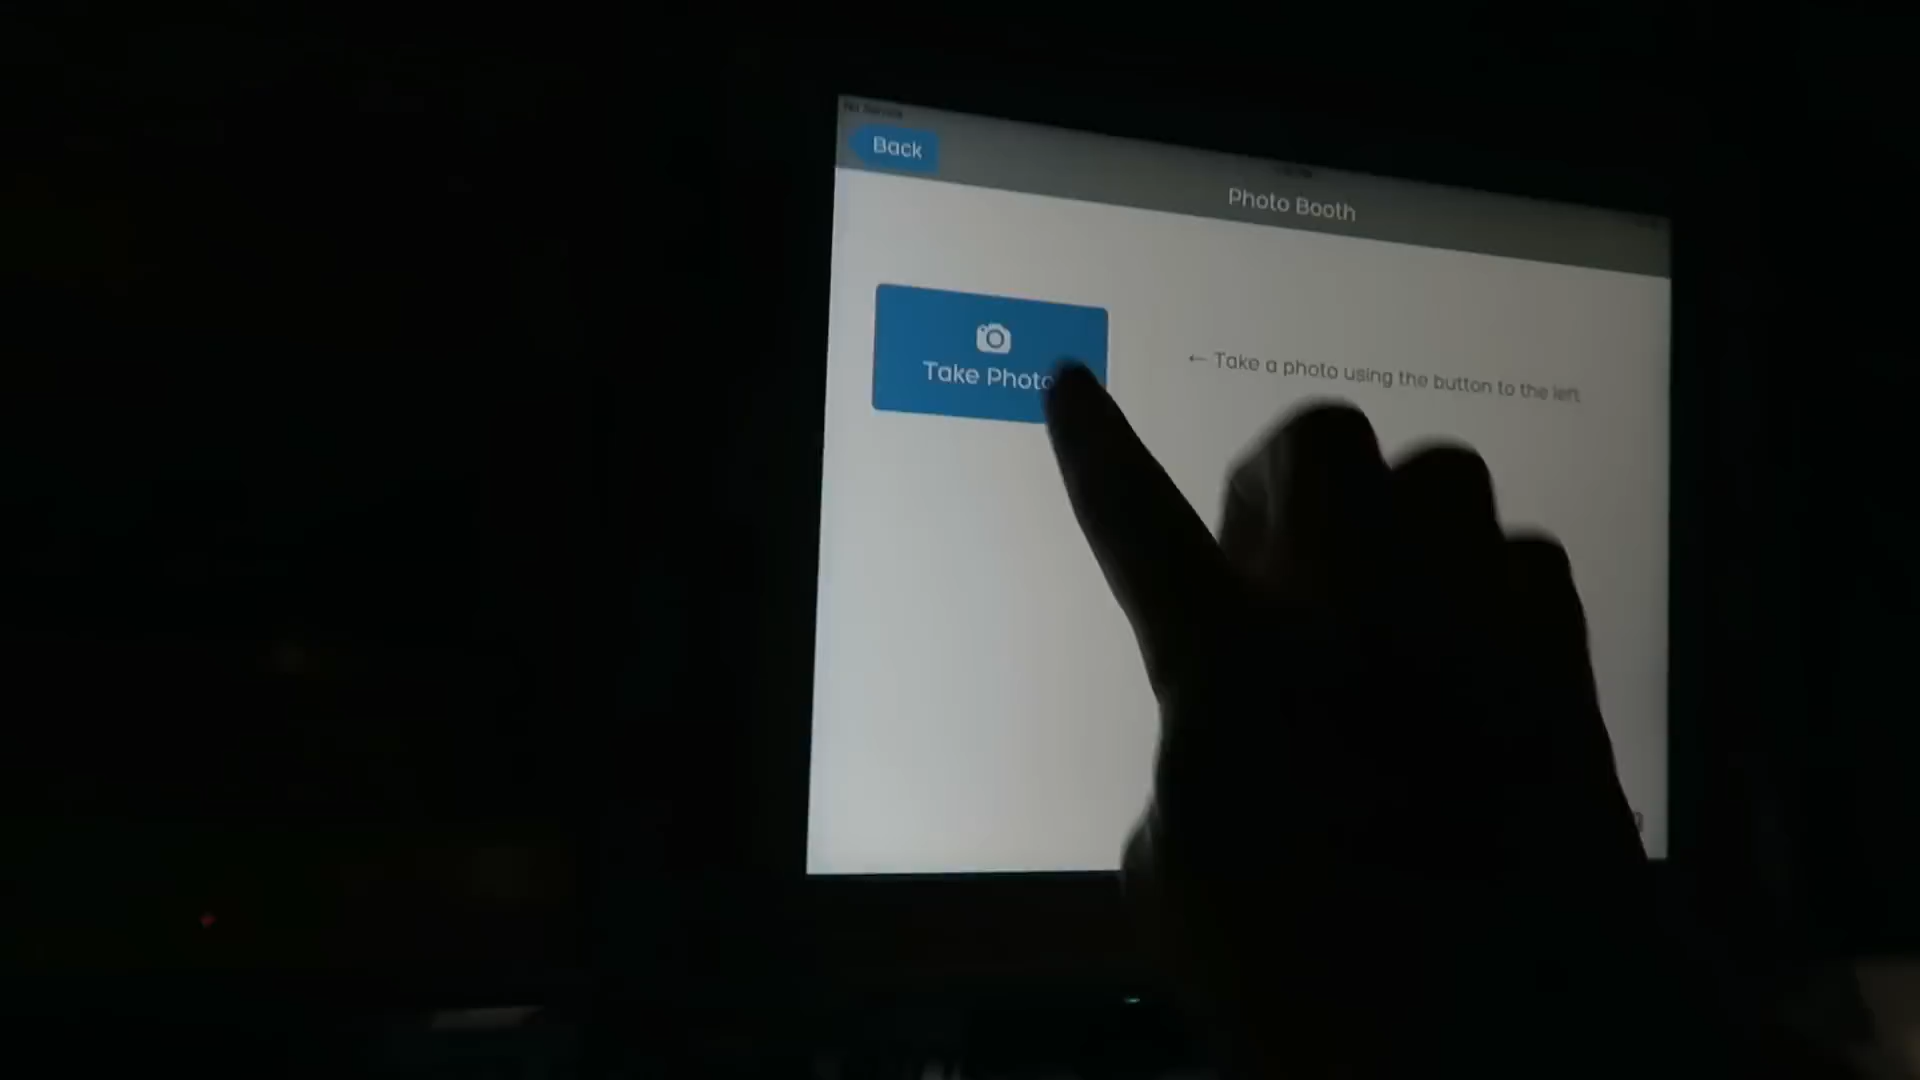 Back
Photo Booth
Take Photo
← Take a photo using the button to the left